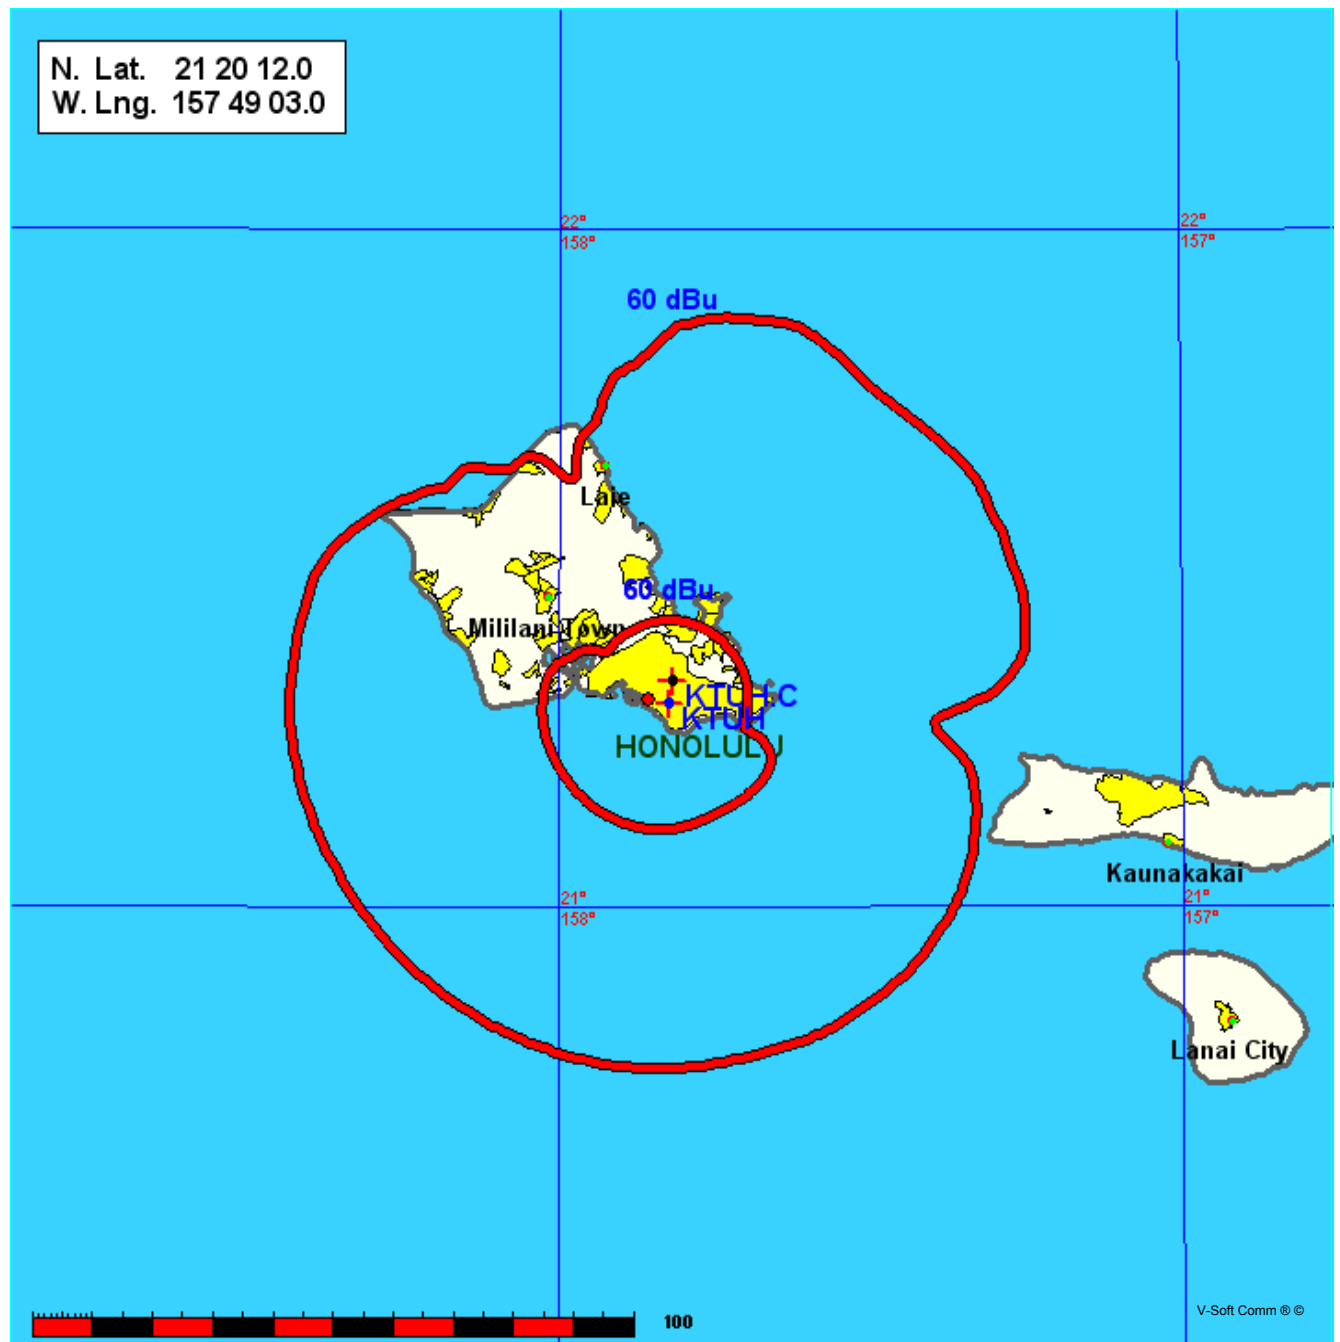 N. Lat. 21 20 12.0
W. Lng. 157 49 03.0
22°
158°
22°
157°
60 dBu
Laie
60 dBu
Mililani Town
KTUH.C
KTUH
HONOLULU
Kaunakakai
21°
158°
21°
157°
Lanai City
V-Soft Comm ® ©
100